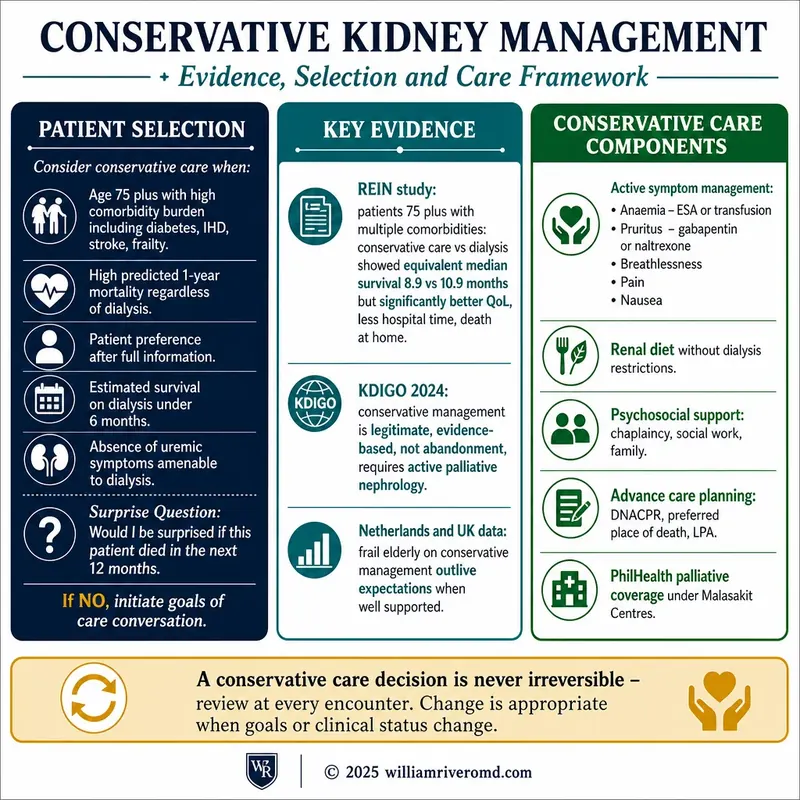 CONSERVATIVE KIDNEY MANAGEMENT
+ Evidence, Selection and Care Framework
PATIENT SELECTION
Consider conservative care when:
Age 75 plus with high
comorbidity burden
including diabetes, IHD,
stroke, frailty.
High predicted 1-year
mortality regardless
of dialysis.
Patient preference
after full information.
Estimated survival
on dialysis under
6 months.
Absence of uremic
symptoms amenable
to dialysis.
?
Surprise Question:
Would I be surprised if this
patient died in the next
12 months.
If NO, initiate goals of
care conversation.
KEY EVIDENCE
REIN study:
patients 75 plus with
multiple comorbidities:
conservative care vs dialysis
showed equivalent median
survival 8.9 vs 10.9 months
but significantly better QoL,
less hospital time, death
at home.
KDIGO
KDIGO 2024:
conservative management
is legitimate, evidence-
based, not abandonment,
requires active palliative
nephrology.
Netherlands and UK data:
frail elderly on conservative
management outlive
expectations when
well supported.
CONSERVATIVE CARE
COMPONENTS
Active symptom management:
• Anaemia – ESA or transfusion
• Pruritus – gabapentin
or naltrexone
• Breathlessness
• Pain
• Nausea
Renal diet without dialysis
restrictions.
Psychosocial support:
chaplaincy, social work,
family.
Advance care planning:
DNACPR, preferred
place of death, LPA.
PhilHealth palliative
coverage under Malasakit
Centres.
A conservative care decision is never irreversible –
review at every encounter. Change is appropriate
when goals or clinical status change.
WR
© 2025 williamriveromd.com